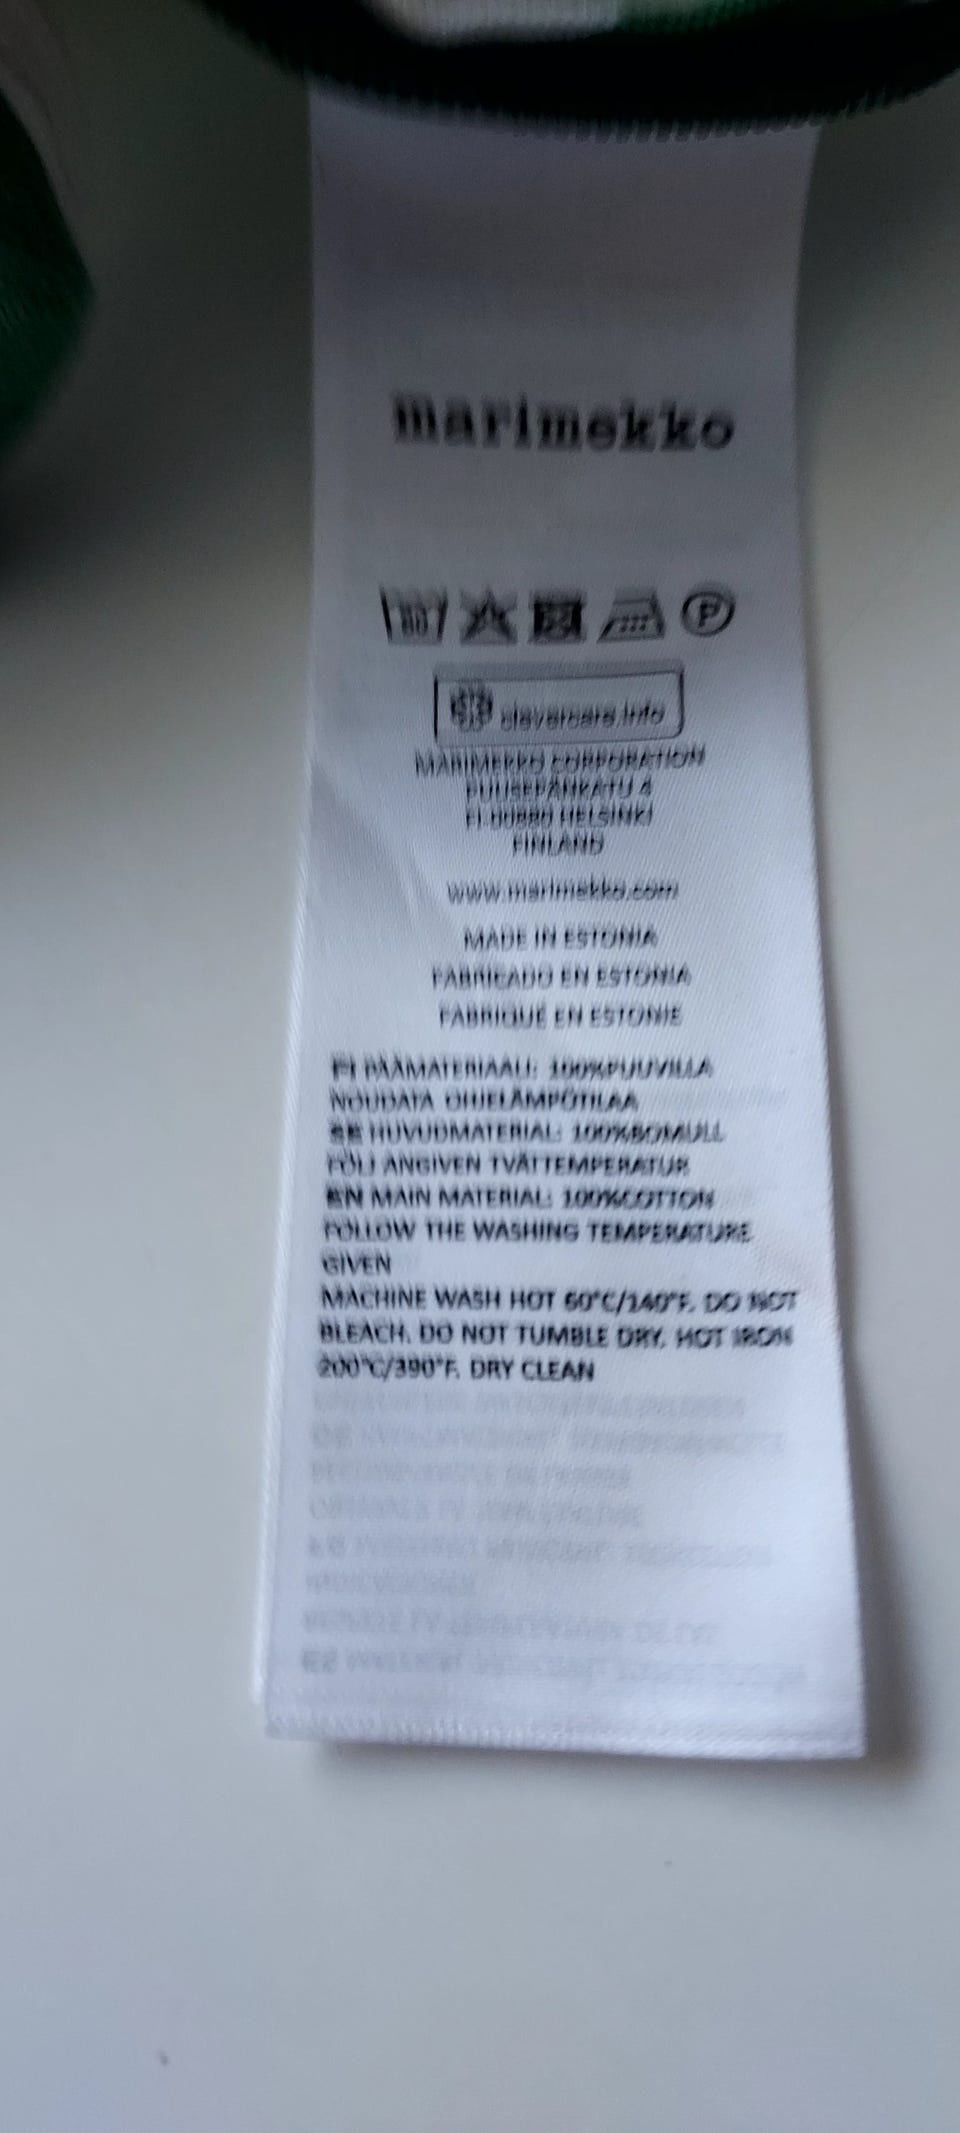 marimekko
60
P
clevercare.info
MARIMEKKO CORPORATION
PUUSEPÄNKATU 4
FI-00880 HELSINKI
FINLAND
www.marimekko.com
MADE IN ESTONIA
FABRICADO EN ESTONIA
FABRIQUÉ EN ESTONIE
FI PÄÄMATERIAALI: 100%PUUVILLA
NOUDATA OHJELÄMPÖTILAA
SE HUVUDMATERIAL: 100%BOMULL
FÖLJ ANGIVEN TVÄTTEMPERATUR
EN MAIN MATERIAL: 100%COTTON
FOLLOW THE WASHING TEMPERATURE
GIVEN
MACHINE WASH HOT 60°C/140°F. DO NOT
BLEACH. DO NOT TUMBLE DRY. HOT IRON
200°C/390°F. DRY CLEAN